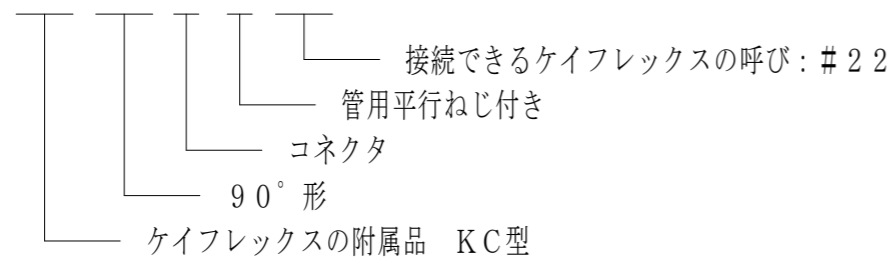 接続できるケイフレックスの呼び：＃２２
管用平行ねじ付き
コネクタ
９０°形
ケイフレックスの附属品　ＫＣ型